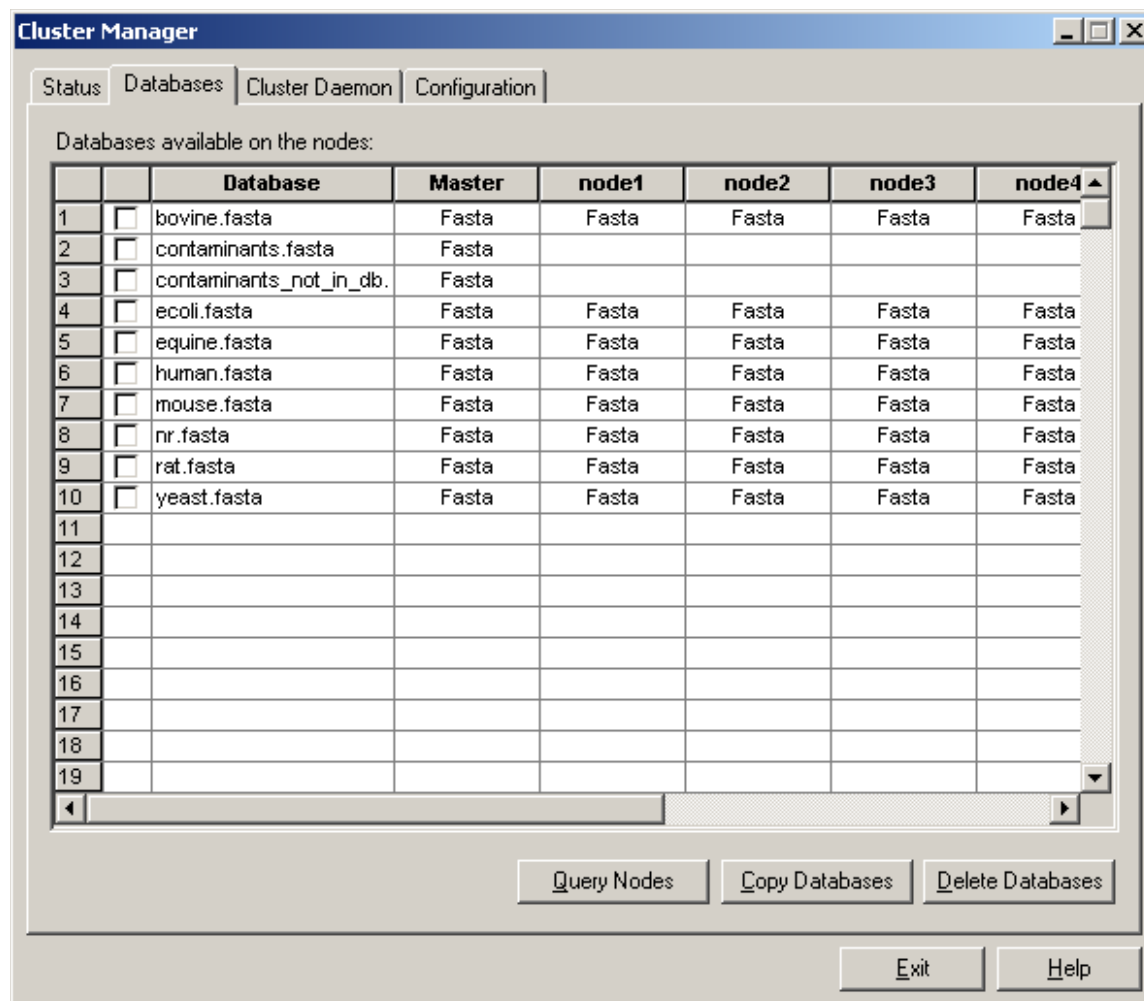 Cluster Manager
Status Databases Cluster Daemon Configuration
Databases available on the nodes:
Database Master node1 node2 node3 node4
1 bovine.fasta Fasta Fasta Fasta Fasta Fasta
2 contaminants.fasta Fasta
3 contaminants_not_in_db. Fasta
4 ecoli.fasta Fasta Fasta Fasta Fasta Fasta
5 equine.fasta Fasta Fasta Fasta Fasta Fasta
6 human.fasta Fasta Fasta Fasta Fasta Fasta
7 mouse.fasta Fasta Fasta Fasta Fasta Fasta
8 nr.fasta Fasta Fasta Fasta Fasta Fasta
9 rat.fasta Fasta Fasta Fasta Fasta Fasta
10 yeast.fasta Fasta Fasta Fasta Fasta Fasta
11
12
13
14
15
16
17
18
19
Query Nodes Copy Databases Delete Databases
Exit Help